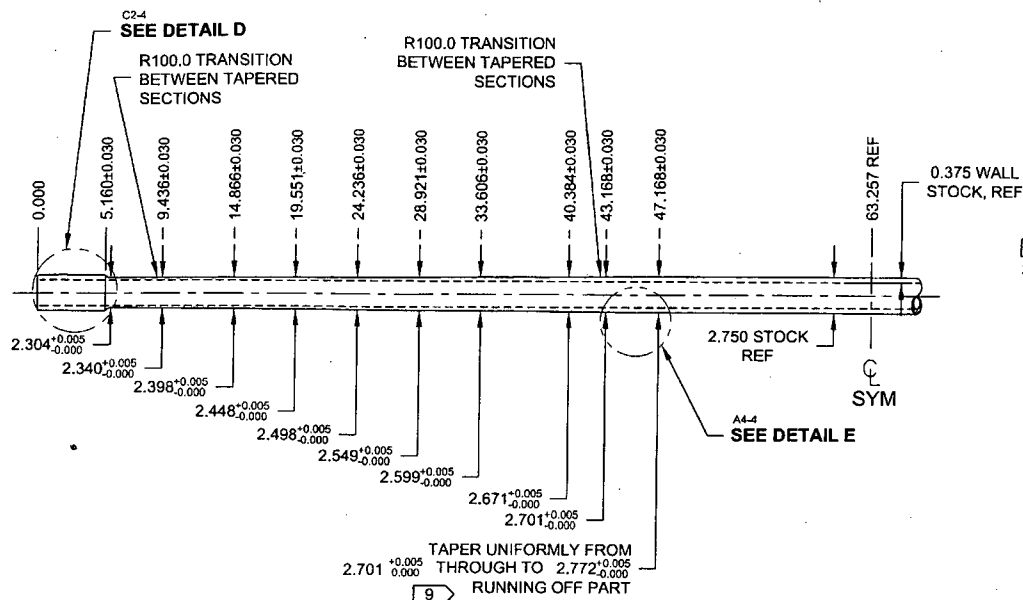 C2-4
SEE DETAIL D
R100.0 TRANSITION
BETWEEN TAPERED
SECTIONS
R100.0 TRANSITION
BETWEEN TAPERED
SECTIONS
0.000
5.160±0.030
9.436±0.030
14.866±0.030
19.551±0.030
24.236±0.030
28.921±0.030
33.606±0.030
40.384±0.030
43.168±0.030
47.168±0.030
63.257 REF
0.375 WALL
STOCK, REF
2.304 +0.005 -0.000
2.340 +0.005 -0.000
2.398 +0.005 -0.000
2.448 +0.005 -0.000
2.498 +0.005 -0.000
2.549 +0.005 -0.000
2.599 +0.005 -0.000
2.671 +0.005 -0.000
2.701 +0.005 -0.000
2.750 STOCK
REF
℄
SYM
A4-4
SEE DETAIL E
TAPER UNIFORMLY FROM
2.701 +0.005 0.000 THROUGH TO 2.772 +0.005 -0.000
9 RUNNING OFF PART